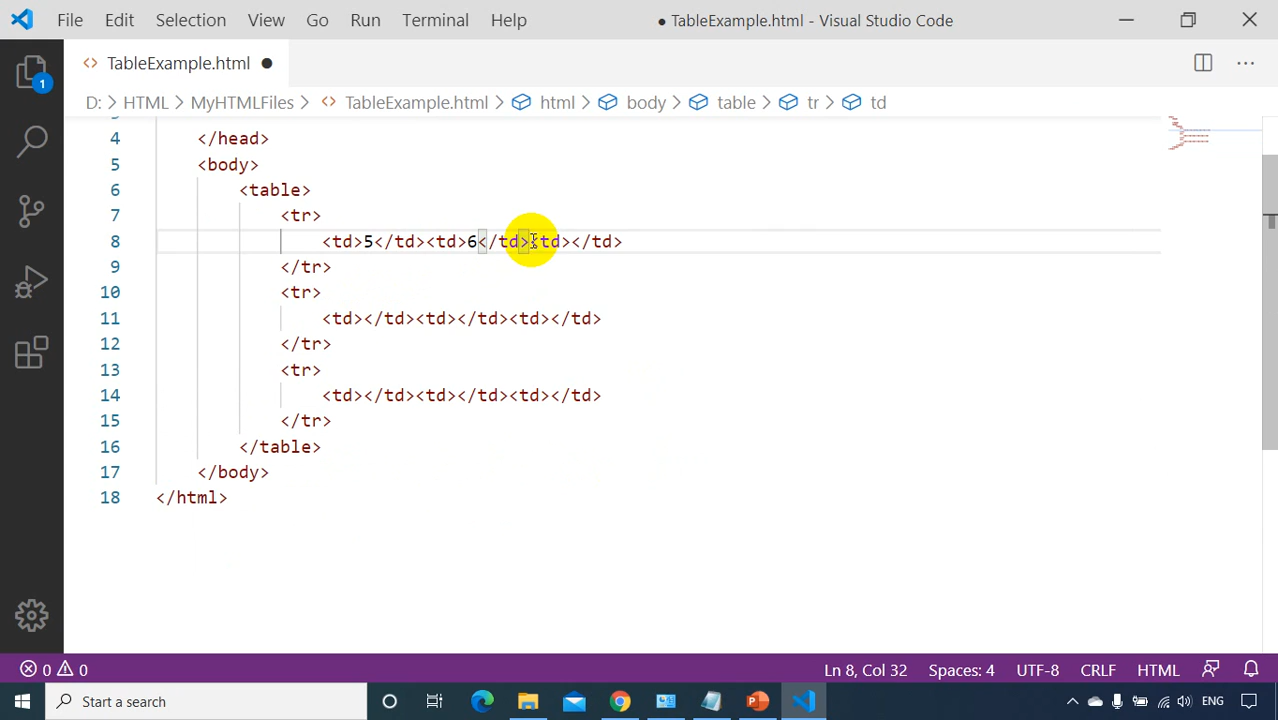 File Edit Selection View Go Run Terminal Help ● TableExample.html - Visual Studio Code
<> TableExample.html ●
D: > HTML > MyHTMLFiles > <> TableExample.html > html > body > table > tr > td
4 </head>
5 <body>
6 <table>
7 <tr>
8 <td>5</td><td>6</td><td></td>
9 </tr>
10 <tr>
11 <td></td><td></td><td></td>
12 </tr>
13 <tr>
14 <td></td><td></td><td></td>
15 </tr>
16 </table>
17 </body>
18 </html>
1
0 0 Ln 8, Col 32 Spaces: 4 UTF-8 CRLF HTML
Start a search ENG